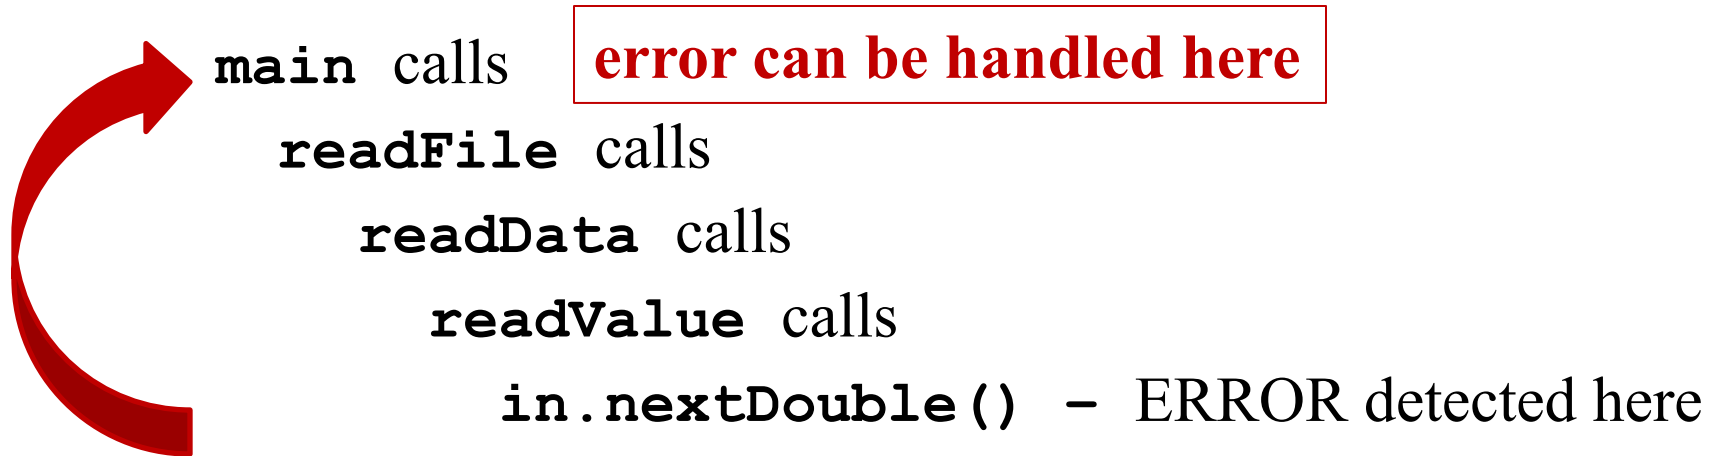 main calls error can be handled here
readFile calls
readData calls
readValue calls
in.nextDouble() – ERROR detected here